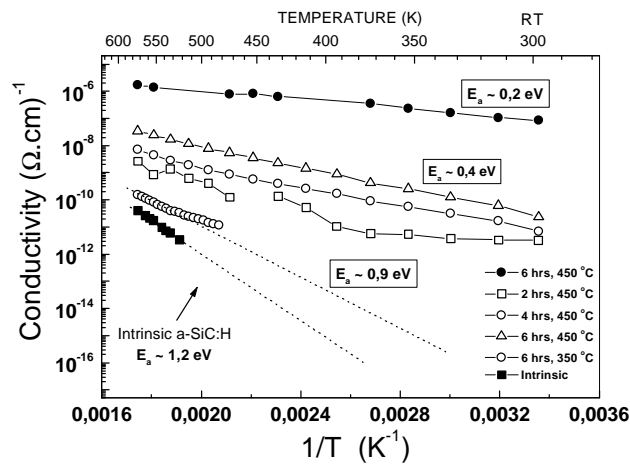 TEMPERATURE (K) RT
600 550 500 450 400 350 300
Conductivity (Ω.cm)⁻¹
10⁻⁶
10⁻⁸
10⁻¹⁰
10⁻¹²
10⁻¹⁴
10⁻¹⁶
Eₐ ~ 0,2 eV
Eₐ ~ 0,4 eV
Eₐ ~ 0,9 eV
Intrinsic a-SiC:H
Eₐ ~ 1,2 eV
6 hrs, 450 °C
2 hrs, 450 °C
4 hrs, 450 °C
6 hrs, 450 °C
6 hrs, 350 °C
Intrinsic
0,0016 0,0020 0,0024 0,0028 0,0032 0,0036
1/T (K⁻¹)